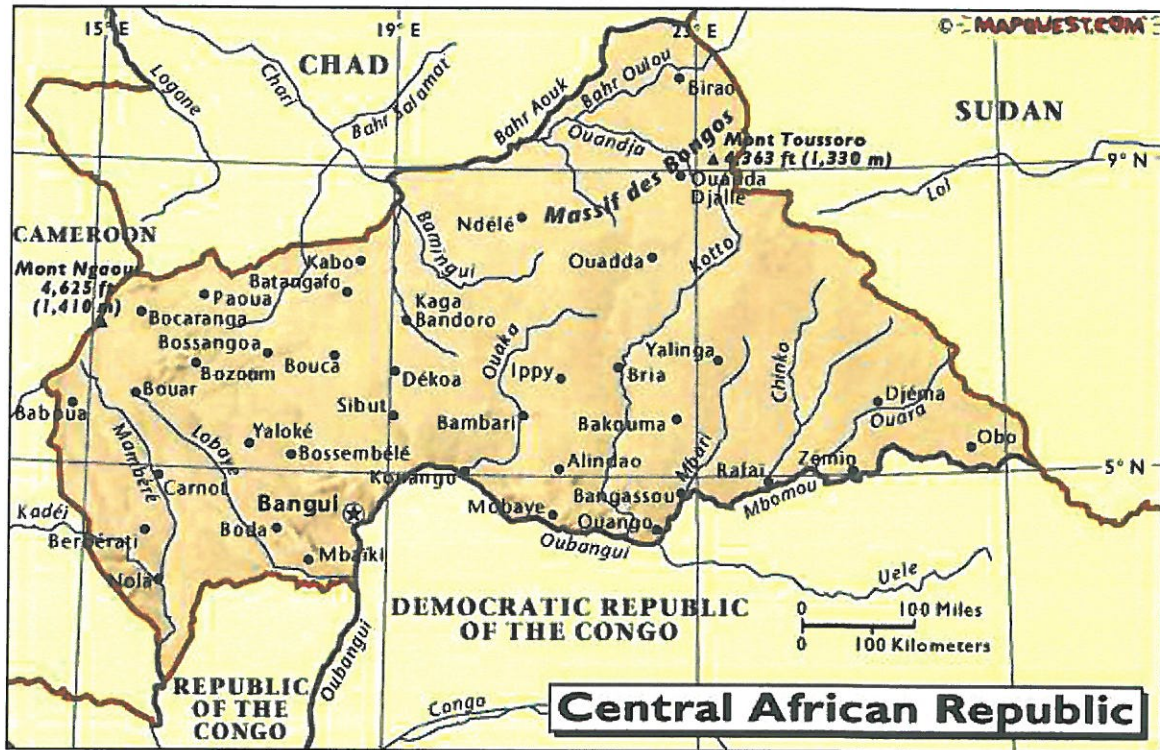 15° E
19° E
23° E
© MAPQUEST.COM
CHAD
Logone
Chari
Bahr Salamat
Bahr Aouk
Bahr Oulou
Birao
SUDAN
Ouandja
Mont Toussoro
4,363 ft (1,330 m)
9° N
Massif des Bongos
Ouanda
Djalle
Lol
Ndélé
CAMEROON
Mont Ngaoui
4,625 ft
(1,410 m)
Bamingui
Kabo
Ouadda
Kotto
Batangafo
Paoua
Bocaranga
Kaga
Bandoro
Bossangoa
Bouca
Bozoum
Ouaka
Yalinga
Chinko
Ippy
Bria
Dékoa
Bouar
Baboua
Sibut
Bambari
Bakouma
Djéma
Ouara
Mambéré
Lobaye
Yaloké
Bossembélé
Mbari
Obo
Kouango
Alindao
Rafaï
Zémin
5° N
Carnot
Bangui
Mobaye
Bangassou
Mbomou
Kadéi
Berbérati
Boda
Ouango
Oubangui
Mbaïki
Nola
Uele
DEMOCRATIC REPUBLIC
OF THE CONGO
0 100 Miles
0 100 Kilometers
Oubangui
REPUBLIC
OF THE
CONGO
Congo
Central African Republic